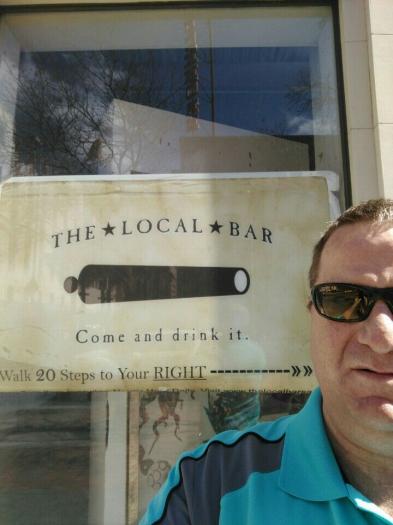 THE★LOCAL★BAR
Come and drink it.
Walk 20 Steps to Your RIGHT ----------»»